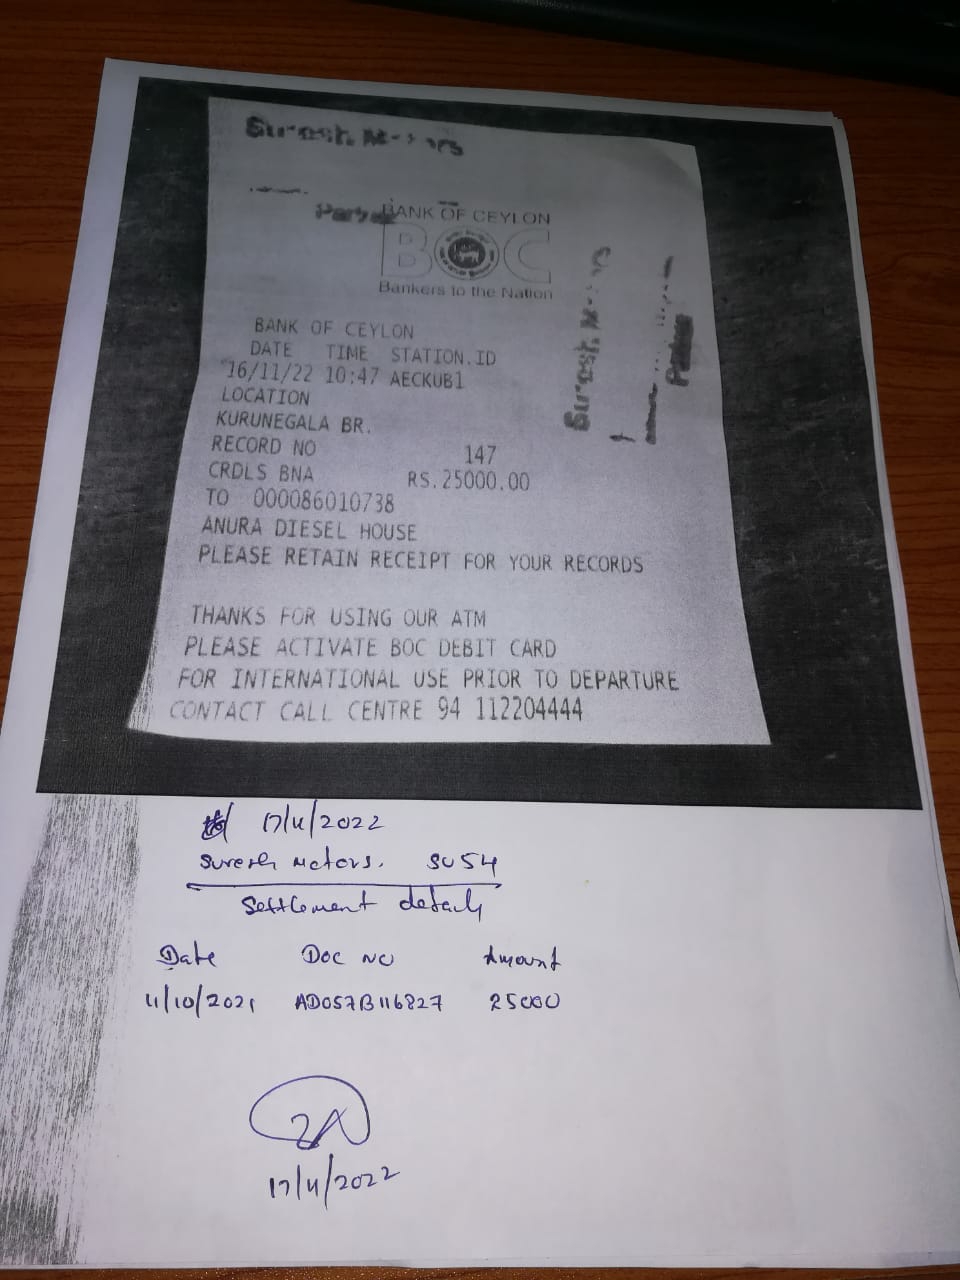 Suresh
BANK OF CEYLON
BOC
Bankers to the Nation
Suresh
BANK OF CEYLON
DATE TIME STATION.ID
16/11/22 10:47 AECKUB1
LOCATION
KURUNEGALA BR.
RECORD NO 147
CRDLS BNA RS.25000.00
TO 000086010738
ANURA DIESEL HOUSE
PLEASE RETAIN RECEIPT FOR YOUR RECORDS
THANKS FOR USING OUR ATM
PLEASE ACTIVATE BOC DEBIT CARD
FOR INTERNATIONAL USE PRIOR TO DEPARTURE
CONTACT CALL CENTRE 94 112204444
17/11/2022
Suresh Motors. SU54
Settlement details
Date Doc No Amount
11/10/2021 AD057B116827 25000
17/11/2022